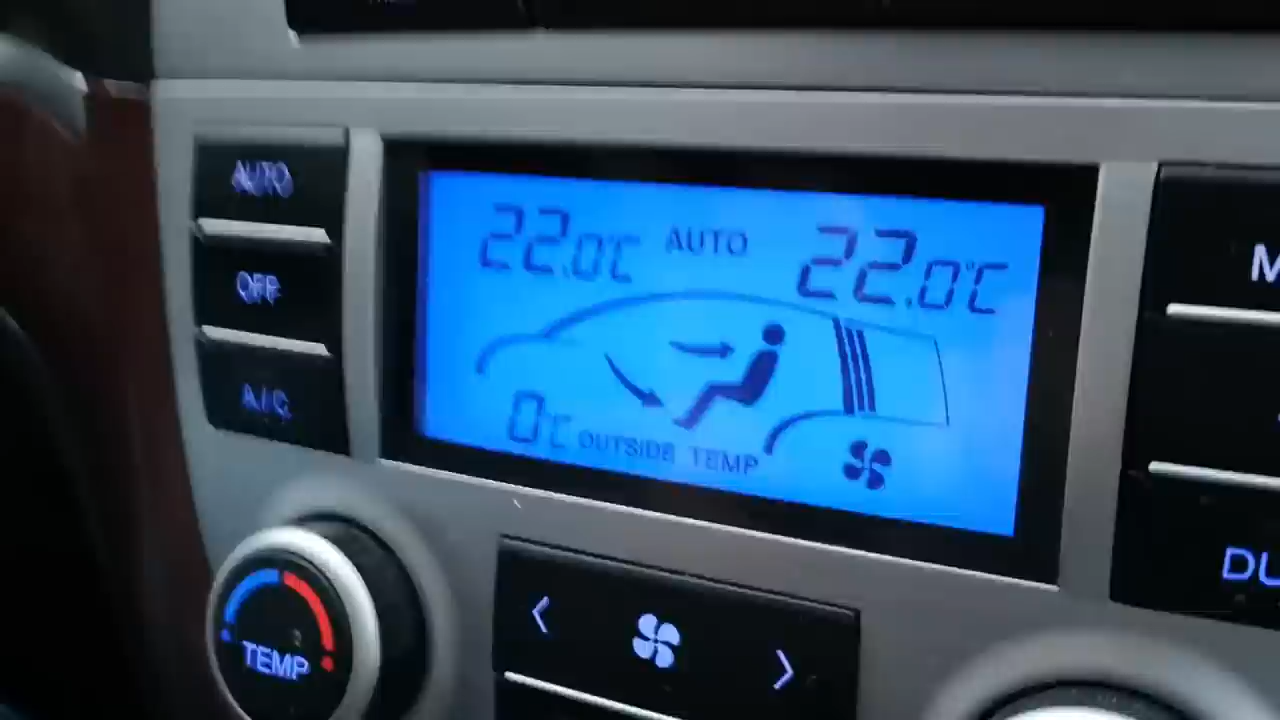 AUTO
OFF
A/C
22.0°C AUTO 22.0°C
0°C OUTSIDE TEMP
TEMP
M
DU